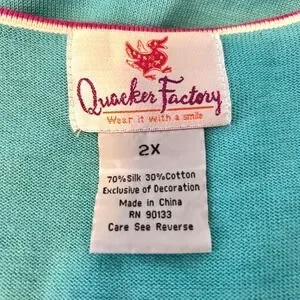 Quacker Factory
Wear it with a smile
2X
70%Silk 30%Cotton
Exclusive of Decoration
Made in China
RN 90133
Care See Reverse